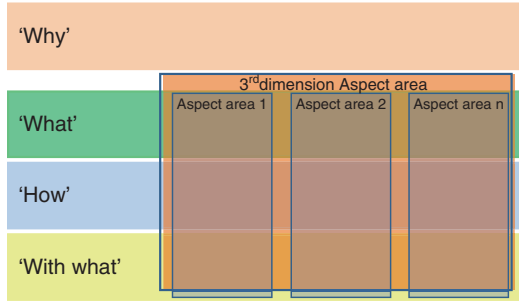 ‘Why’
3rd dimension Aspect area
‘What’
Aspect area 1
Aspect area 2
Aspect area n
‘How’
‘With what’